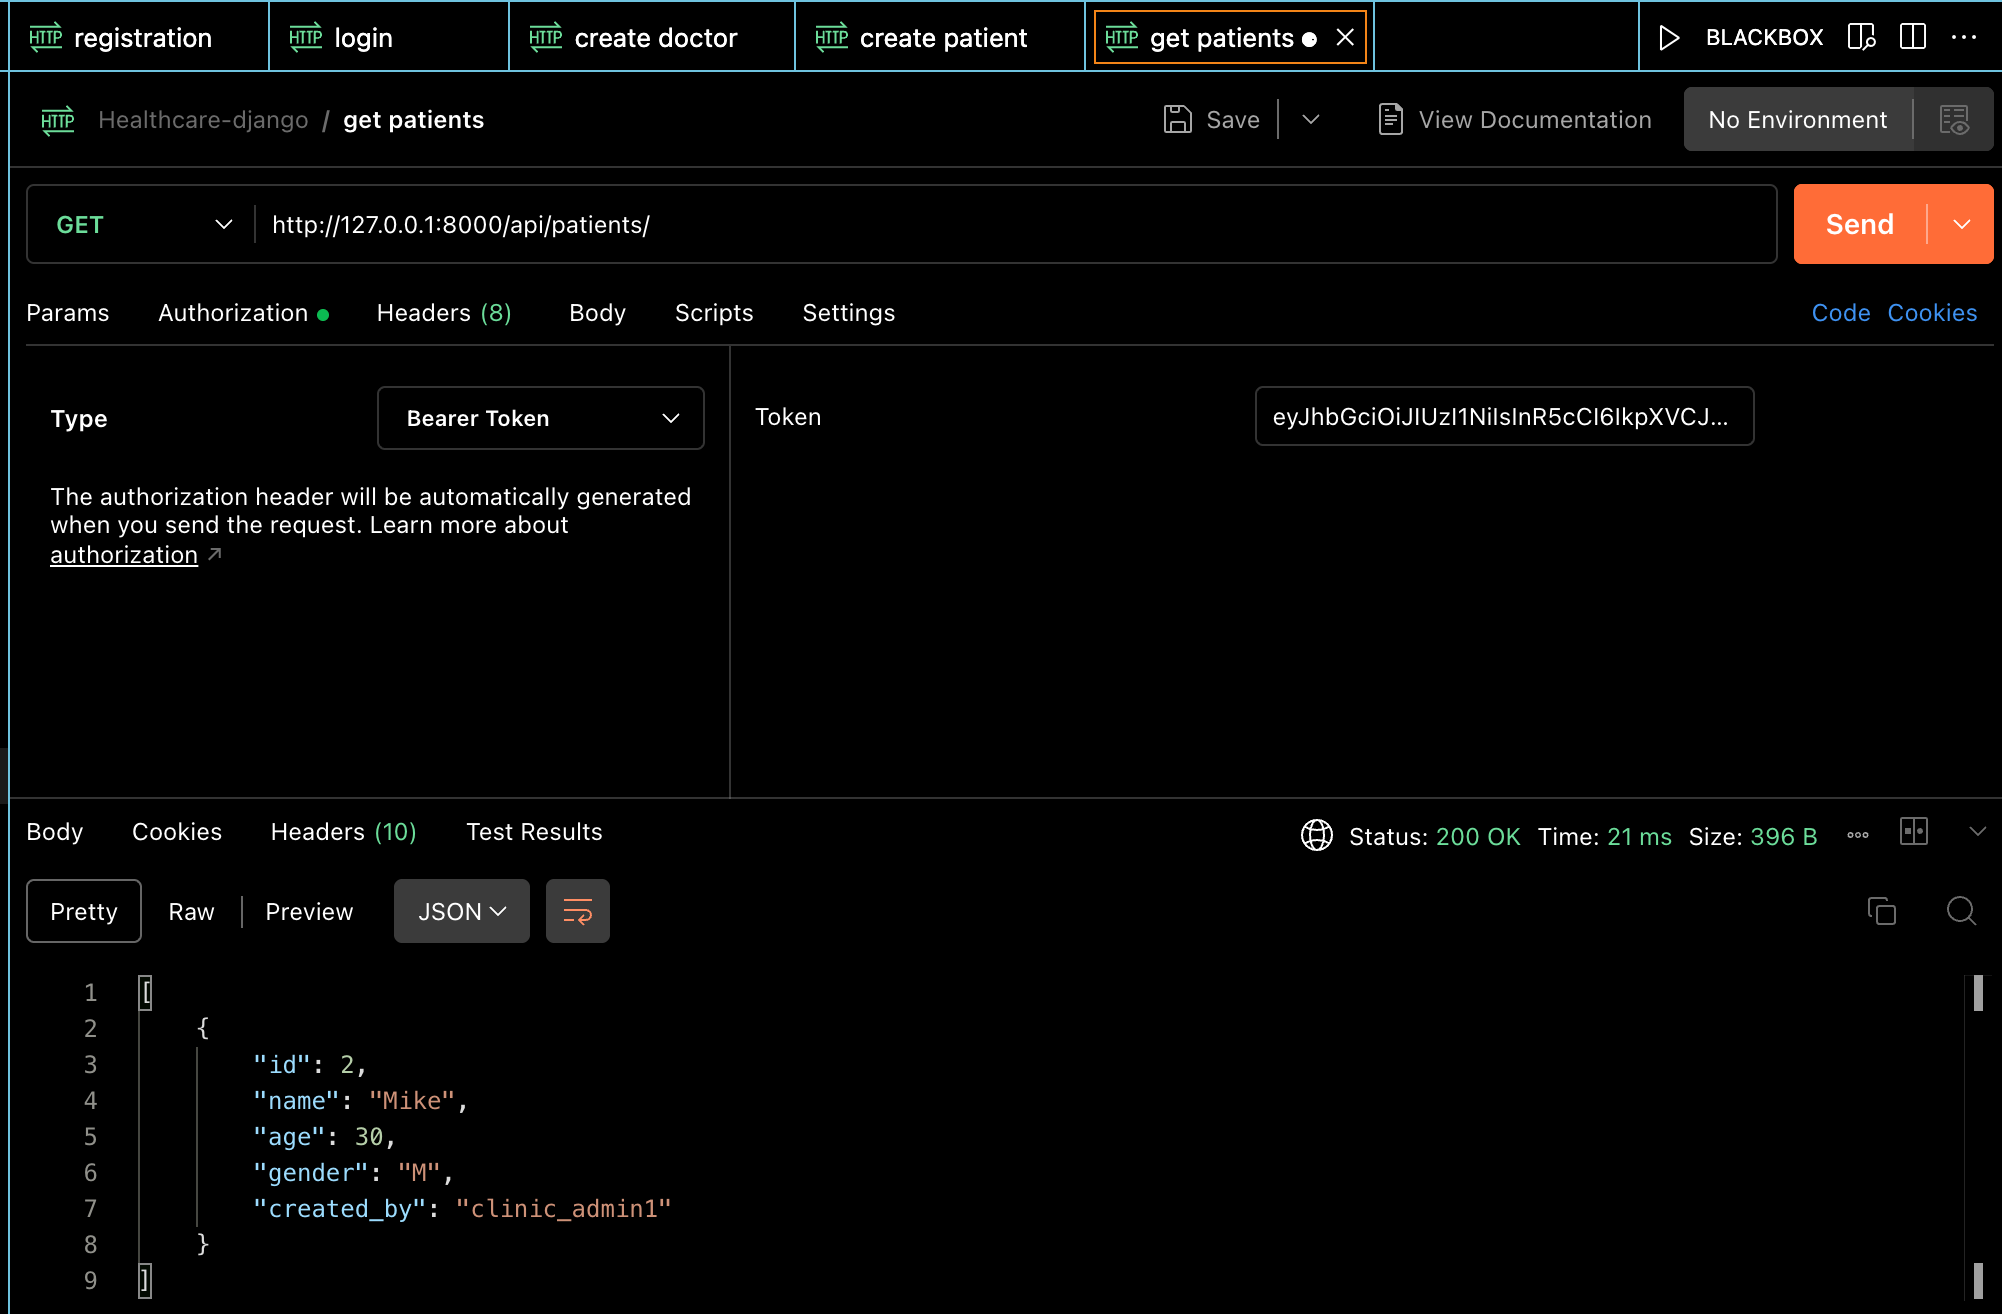 HTTP registration HTTP login HTTP create doctor HTTP create patient HTTP get patients BLACKBOX
HTTP Healthcare-django / get patients Save View Documentation No Environment
GET http://127.0.0.1:8000/api/patients/ Send
Params Authorization Headers (8) Body Scripts Settings Code Cookies
Type Bearer Token Token eyJhbGciOiJIUzI1NiIsInR5cCI6IkpXVCJ...
The authorization header will be automatically generated
when you send the request. Learn more about
authorization ↗
Body Cookies Headers (10) Test Results Status: 200 OK Time: 21 ms Size: 396 B
Pretty Raw Preview JSON
1 [
2 {
3 "id": 2,
4 "name": "Mike",
5 "age": 30,
6 "gender": "M",
7 "created_by": "clinic_admin1"
8 }
9 ]